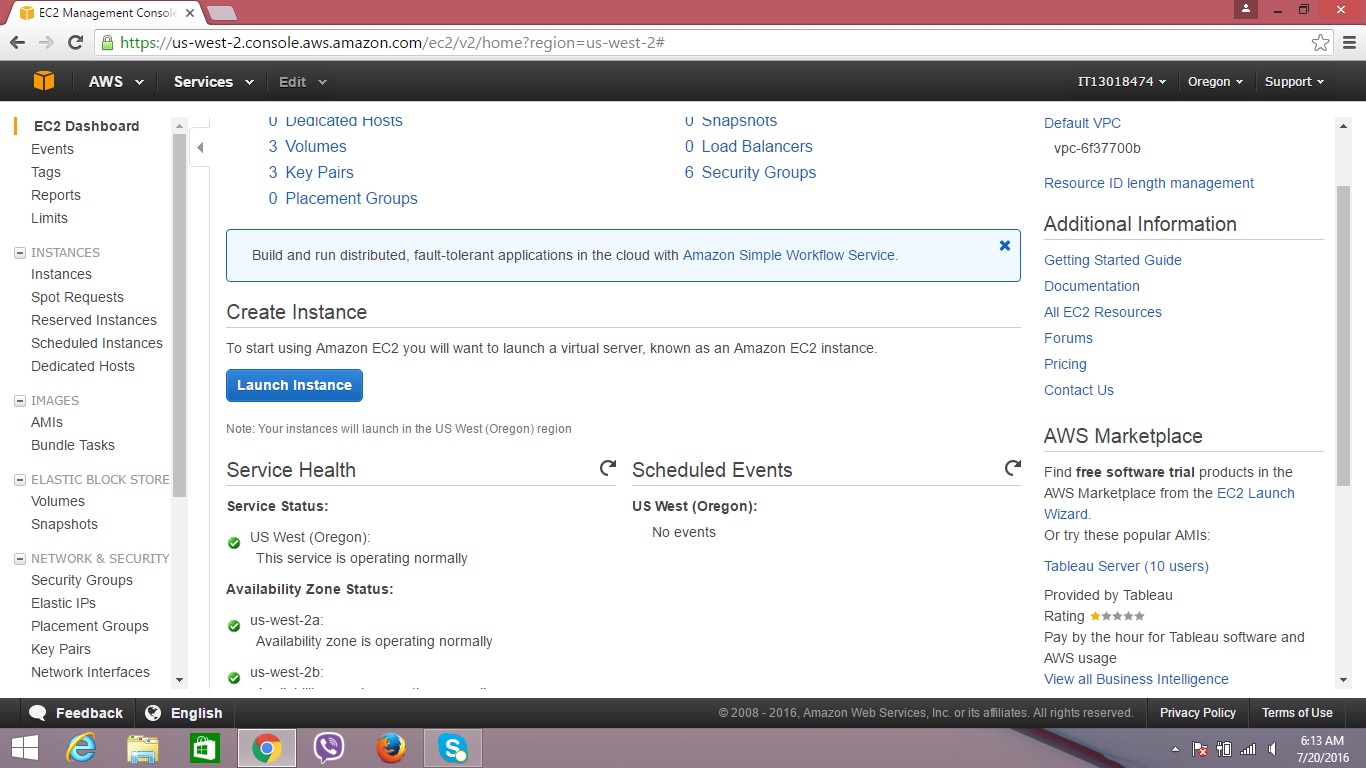 EC2 Management Console
https://us-west-2.console.aws.amazon.com/ec2/v2/home?region=us-west-2#
AWS Services Edit IT13018474 Oregon Support
EC2 Dashboard
Events
Tags
Reports
Limits
INSTANCES
Instances
Spot Requests
Reserved Instances
Scheduled Instances
Dedicated Hosts
IMAGES
AMIs
Bundle Tasks
ELASTIC BLOCK STORE
Volumes
Snapshots
NETWORK & SECURITY
Security Groups
Elastic IPs
Placement Groups
Key Pairs
Network Interfaces
0 Dedicated Hosts
3 Volumes
3 Key Pairs
0 Placement Groups
0 Snapshots
0 Load Balancers
6 Security Groups
Build and run distributed, fault-tolerant applications in the cloud with Amazon Simple Workflow Service.
Create Instance
To start using Amazon EC2 you will want to launch a virtual server, known as an Amazon EC2 instance.
Launch Instance
Note: Your instances will launch in the US West (Oregon) region
Service Health
Service Status:
US West (Oregon):
This service is operating normally
Availability Zone Status:
us-west-2a:
Availability zone is operating normally
us-west-2b:
Scheduled Events
US West (Oregon):
No events
Default VPC
vpc-6f37700b
Resource ID length management
Additional Information
Getting Started Guide
Documentation
All EC2 Resources
Forums
Pricing
Contact Us
AWS Marketplace
Find free software trial products in the
AWS Marketplace from the EC2 Launch
Wizard.
Or try these popular AMIs:
Tableau Server (10 users)
Provided by Tableau
Rating
Pay by the hour for Tableau software and
AWS usage
View all Business Intelligence
Feedback English © 2008 - 2016, Amazon Web Services, Inc. or its affiliates. All rights reserved. Privacy Policy Terms of Use
6:13 AM
7/20/2016